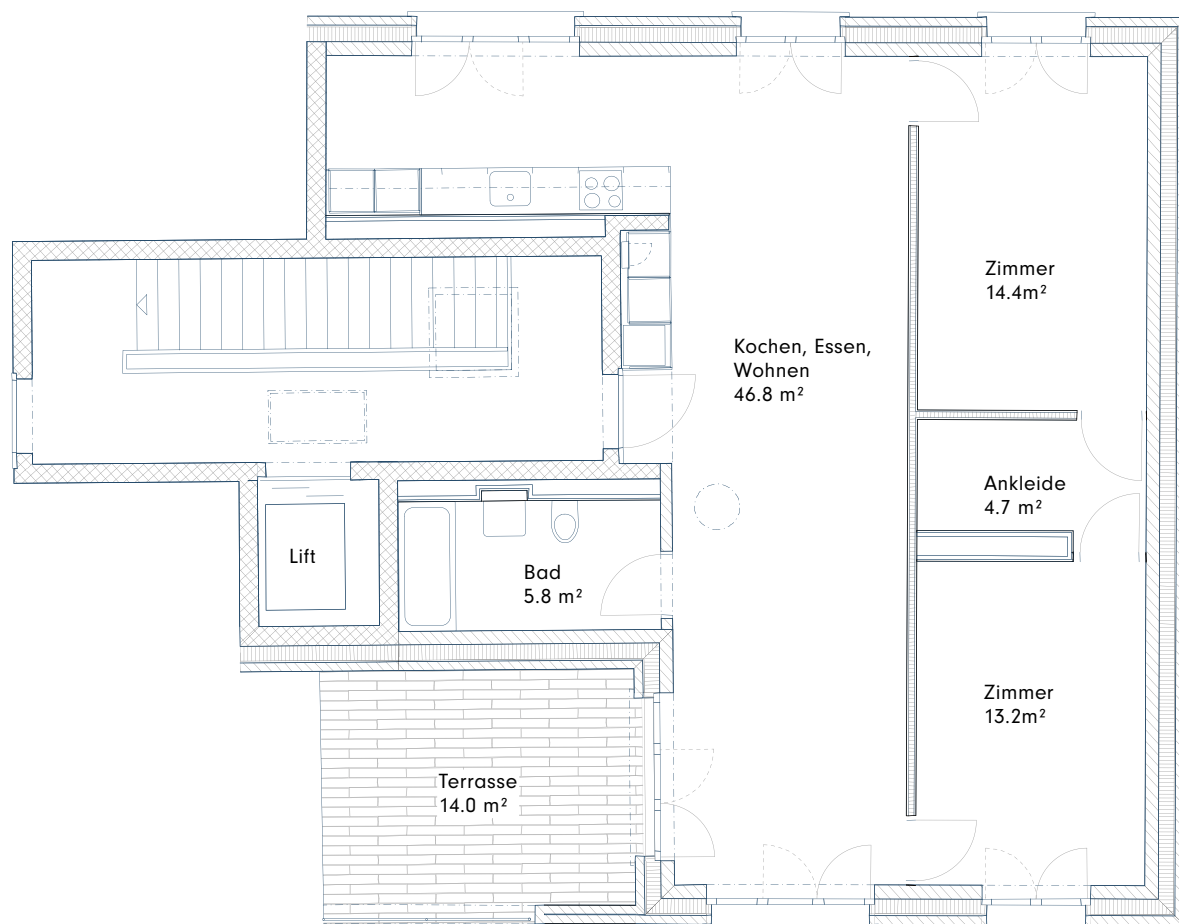 Zimmer
14.4m²
Kochen, Essen,
Wohnen
46.8 m²
Ankleide
4.7 m²
Lift
Bad
5.8 m²
Zimmer
13.2m²
Terrasse
14.0 m²